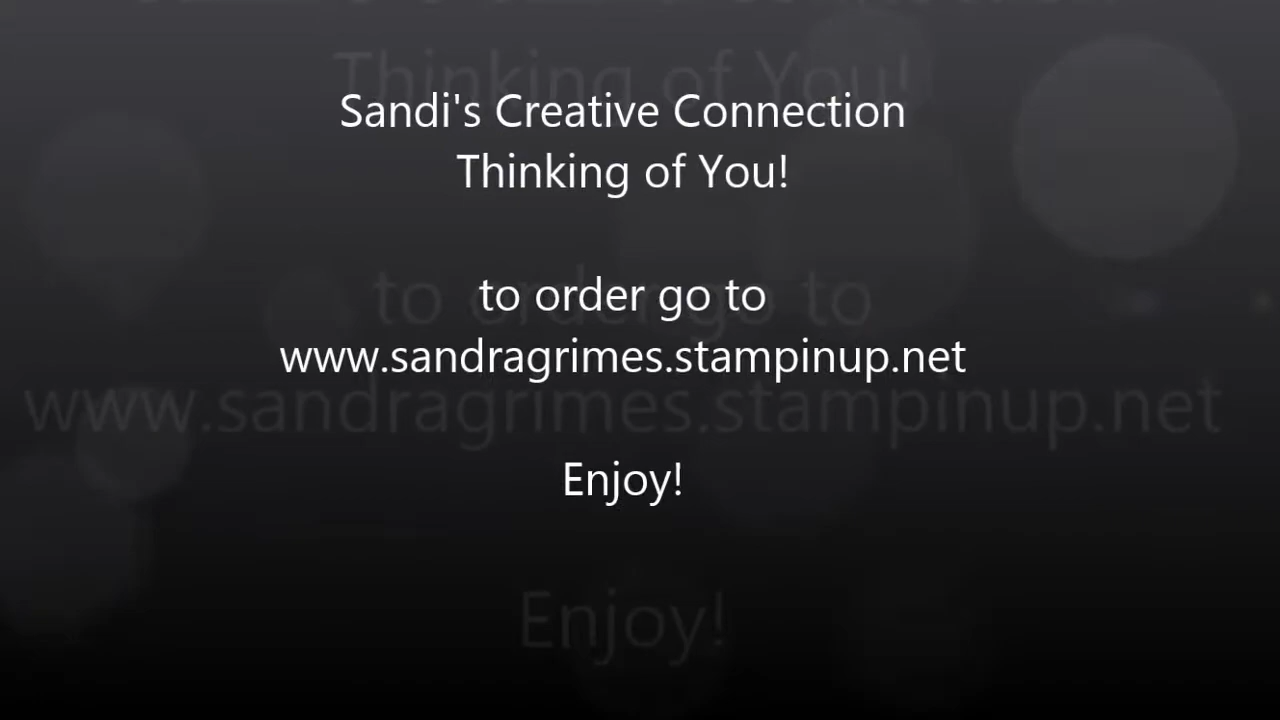 Sandi's Creative Connection
Thinking of You!
to order go to
www.sandragrimes.stampinup.net
Enjoy!